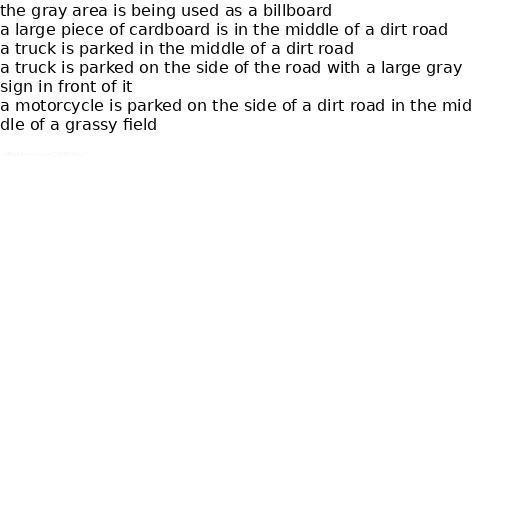 the gray area is being used as a billboard
a large piece of cardboard is in the middle of a dirt road
a truck is parked in the middle of a dirt road
a truck is parked on the side of the road with a large gray
sign in front of it
a motorcycle is parked on the side of a dirt road in the mid
dle of a grassy field